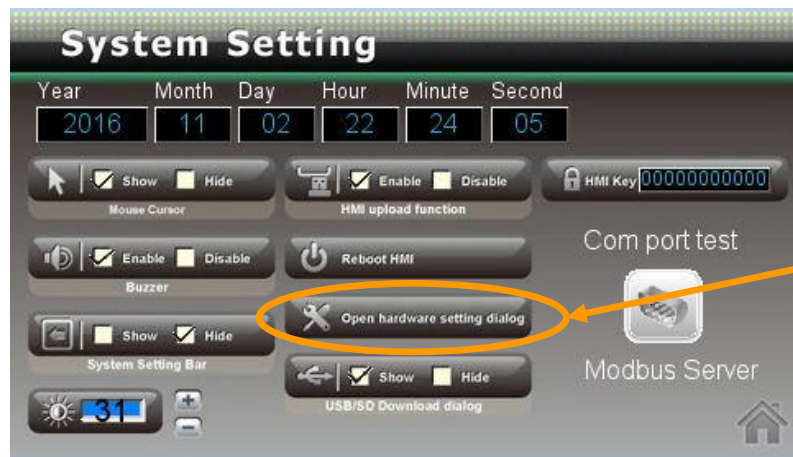 System Setting
Year Month Day Hour Minute Second
2016 11 02 22 24 05
Show Hide
Mouse Cursor
Enable Disable
HMI upload function
HMI Key 00000000000
Enable Disable
Buzzer
Reboot HMI
Com port test
Show Hide
System Setting Bar
Open hardware setting dialog
Show Hide
USB/SD Download dialog
Modbus Server
31